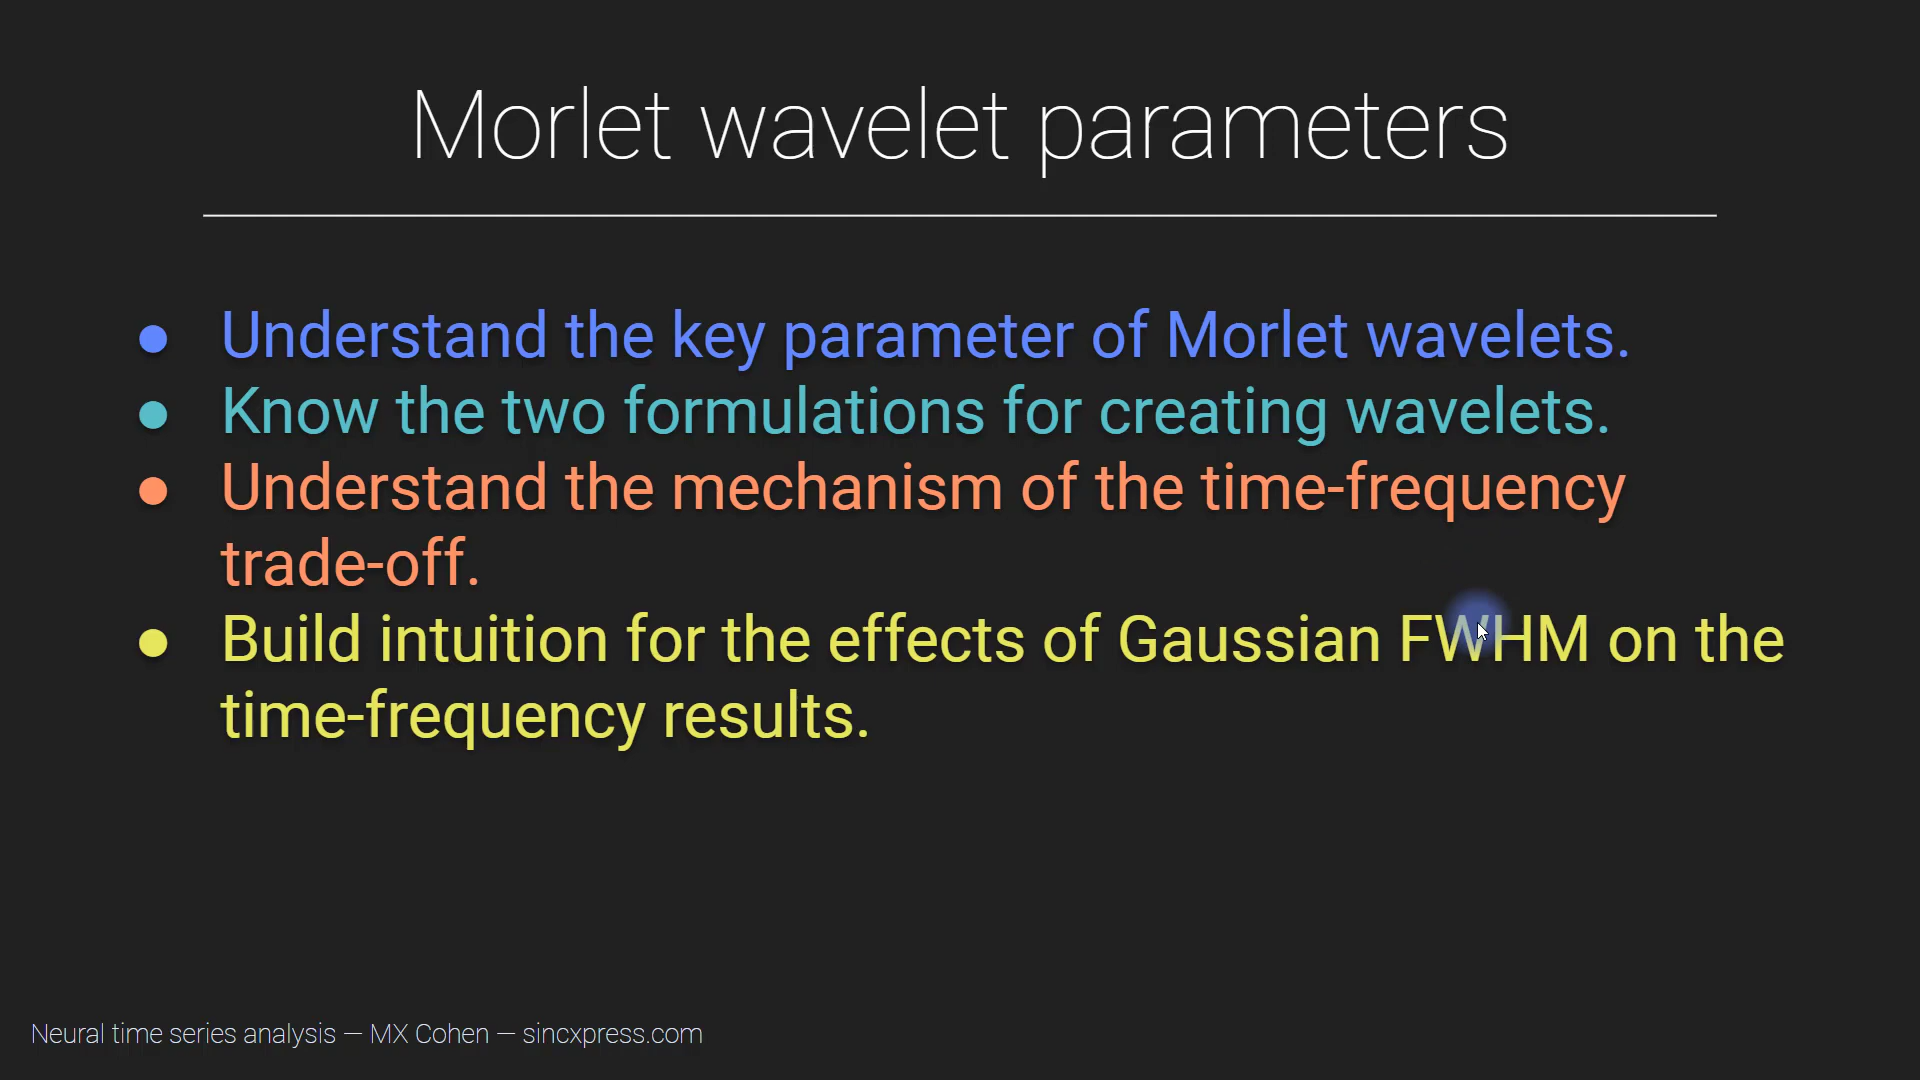 Morlet wavelet parameters
● Understand the key parameter of Morlet wavelets.
● Know the two formulations for creating wavelets.
● Understand the mechanism of the time-frequency
trade-off.
● Build intuition for the effects of Gaussian FWHM on the
time-frequency results.
Neural time series analysis — MX Cohen — sincxpress.com